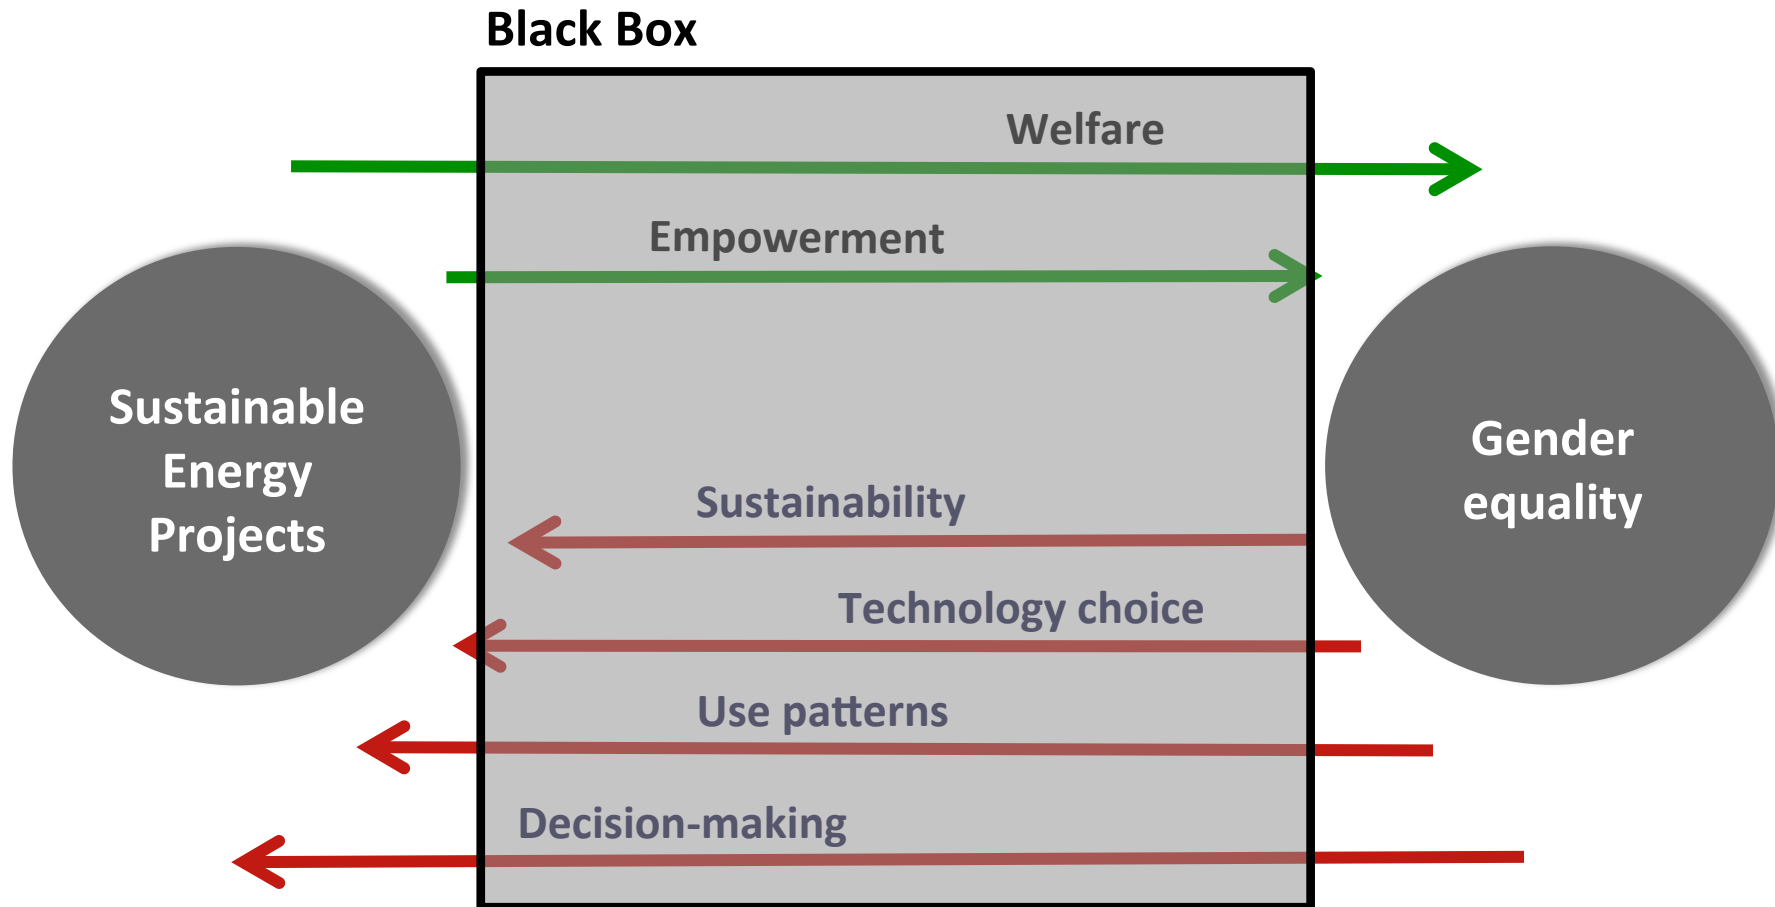 Black Box
Welfare
Empowerment
Sustainable
Energy
Projects
Gender
equality
Sustainability
Technology choice
Use patterns
Decision-making